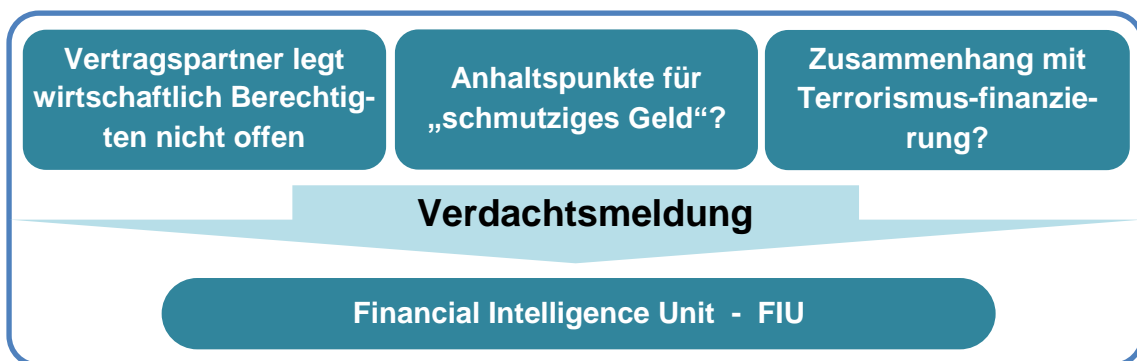 Vertragspartner legt
wirtschaftlich Berechtig-
ten nicht offen
Anhaltspunkte für
„schmutziges Geld“?
Zusammenhang mit
Terrorismus-finanzie-
rung?
Verdachtsmeldung
Financial Intelligence Unit - FIU